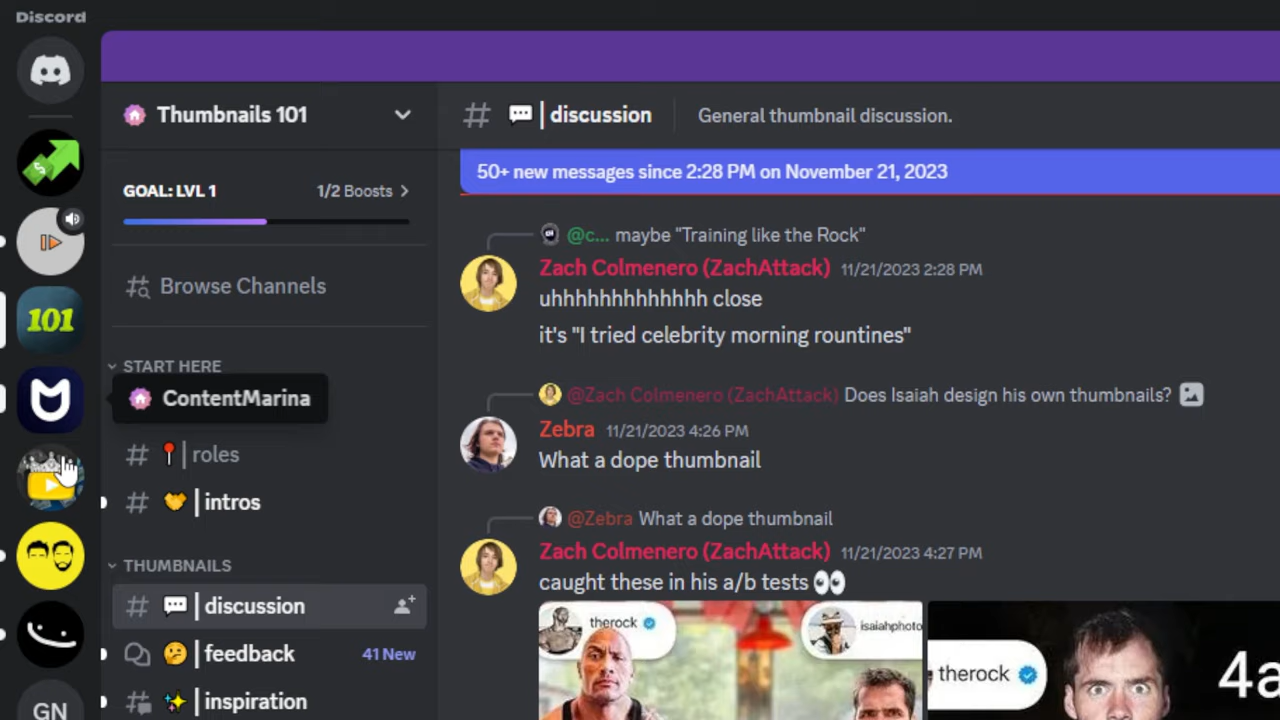 Discord
Thumbnails 101
GOAL: LVL 1
1/2 Boosts
Browse Channels
101
START HERE
ContentMarina
roles
intros
THUMBNAILS
discussion
feedback
41 New
inspiration
GN
discussion
General thumbnail discussion.
50+ new messages since 2:28 PM on November 21, 2023
@c... maybe "Training like the Rock"
Zach Colmenero (ZachAttack) 11/21/2023 2:28 PM
uhhhhhhhhhhhhh close
it's "I tried celebrity morning rountines"
@Zach Colmenero (ZachAttack) Does Isaiah design his own thumbnails?
Zebra 11/21/2023 4:26 PM
What a dope thumbnail
@Zebra What a dope thumbnail
Zach Colmenero (ZachAttack) 11/21/2023 4:27 PM
caught these in his a/b tests 👀
therock
isaiahphoto
therock
4a